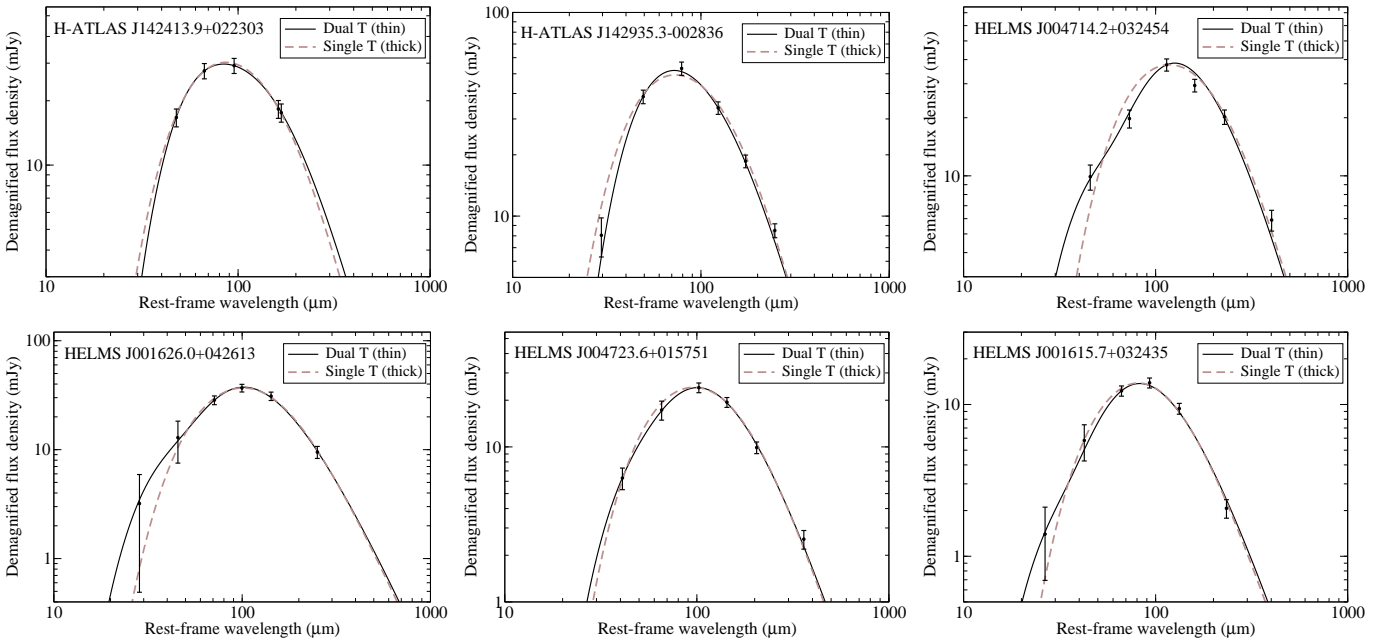 H-ATLAS J142413.9+022303
Dual T (thin)
Single T (thick)
Demagnified flux density (mJy)
10
10
100
1000
Rest-frame wavelength (μm)
H-ATLAS J142935.3-002836
Dual T (thin)
Single T (thick)
Demagnified flux density (mJy)
100
10
10
100
1000
Rest-frame wavelength (μm)
HELMS J004714.2+032454
Dual T (thin)
Single T (thick)
Demagnified flux density (mJy)
10
10
100
1000
Rest-frame wavelength (μm)
HELMS J001626.0+042613
Dual T (thin)
Single T (thick)
Demagnified flux density (mJy)
100
10
1
10
100
1000
Rest-frame wavelength (μm)
HELMS J004723.6+015751
Dual T (thin)
Single T (thick)
Demagnified flux density (mJy)
10
1
10
100
1000
Rest-frame wavelength (μm)
HELMS J001615.7+032435
Dual T (thin)
Single T (thick)
Demagnified flux density (mJy)
10
1
10
100
1000
Rest-frame wavelength (μm)